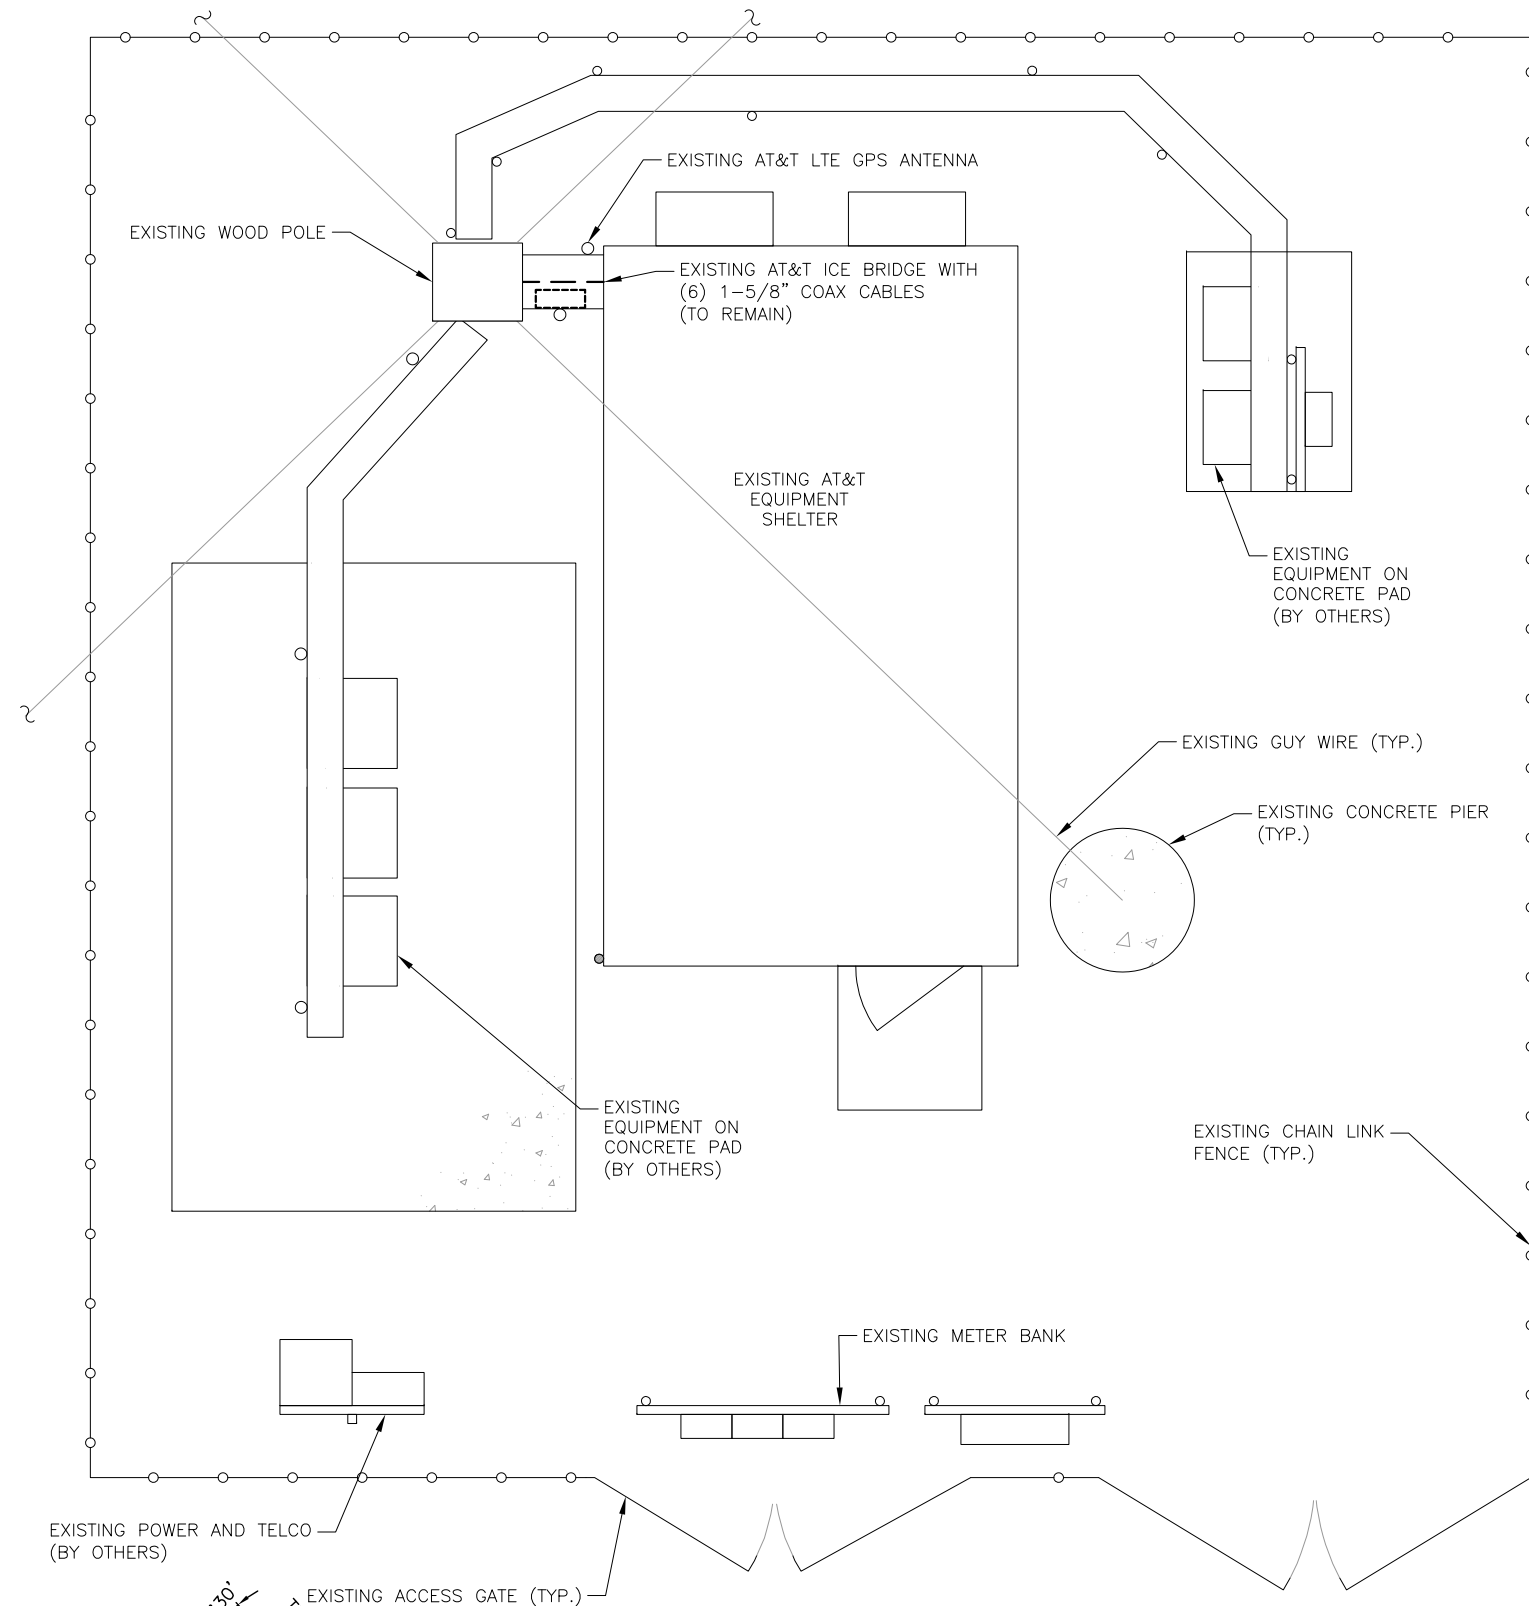 EXISTING AT&T LTE GPS ANTENNA
EXISTING WOOD POLE
EXISTING AT&T ICE BRIDGE WITH
(6) 1-5/8" COAX CABLES
(TO REMAIN)
EXISTING AT&T
EQUIPMENT
SHELTER
EXISTING
EQUIPMENT ON
CONCRETE PAD
(BY OTHERS)
EXISTING GUY WIRE (TYP.)
EXISTING CONCRETE PIER
(TYP.)
EXISTING
EQUIPMENT ON
CONCRETE PAD
(BY OTHERS)
EXISTING CHAIN LINK
FENCE (TYP.)
EXISTING METER BANK
EXISTING POWER AND TELCO
(BY OTHERS)
EXISTING ACCESS GATE (TYP.)